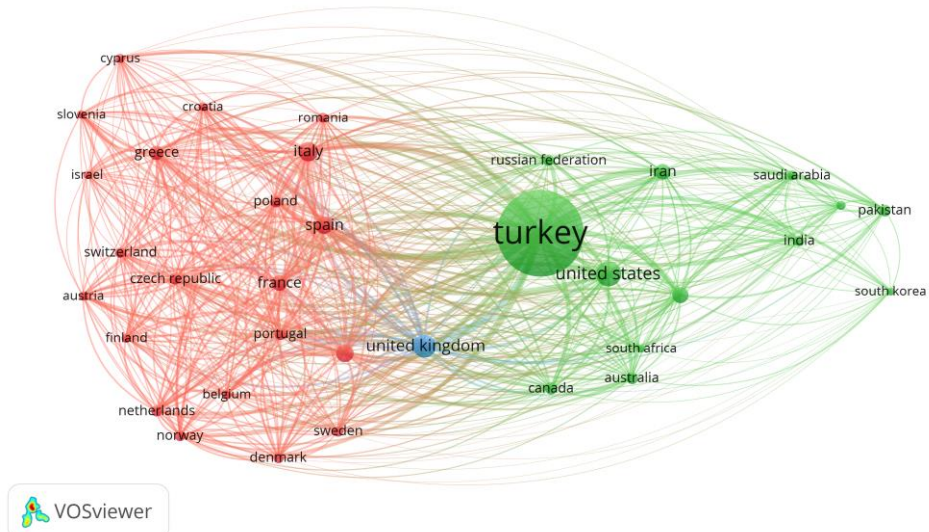 cyprus
slovenia
croatia
romania
greece
italy
israel
poland
spain
switzerland
czech republic
france
austria
finland
portugal
united kingdom
belgium
netherlands
norway
sweden
denmark
russian federation
iran
saudi arabia
turkey
pakistan
india
united states
south korea
south africa
canada
australia
VOSviewer